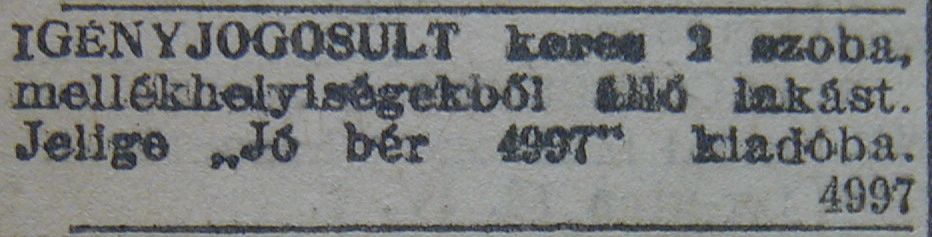 IGÉNYJOGOSULT keres 2 szoba,
mellékhelyiségekből álló lakást.
Jelige „Jó bér 4997" kiadóba.
4997